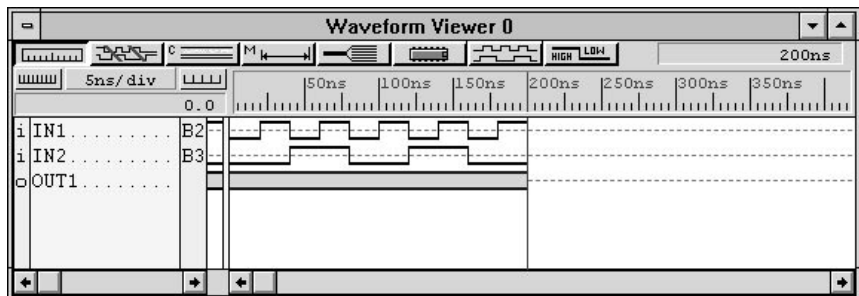 Waveform Viewer 0
C M HIGH LOW 200ns
5ns/div 50ns 100ns 150ns 200ns 250ns 300ns 350ns
0.0
i IN1......... B2
i IN2......... B3
o OUT1........